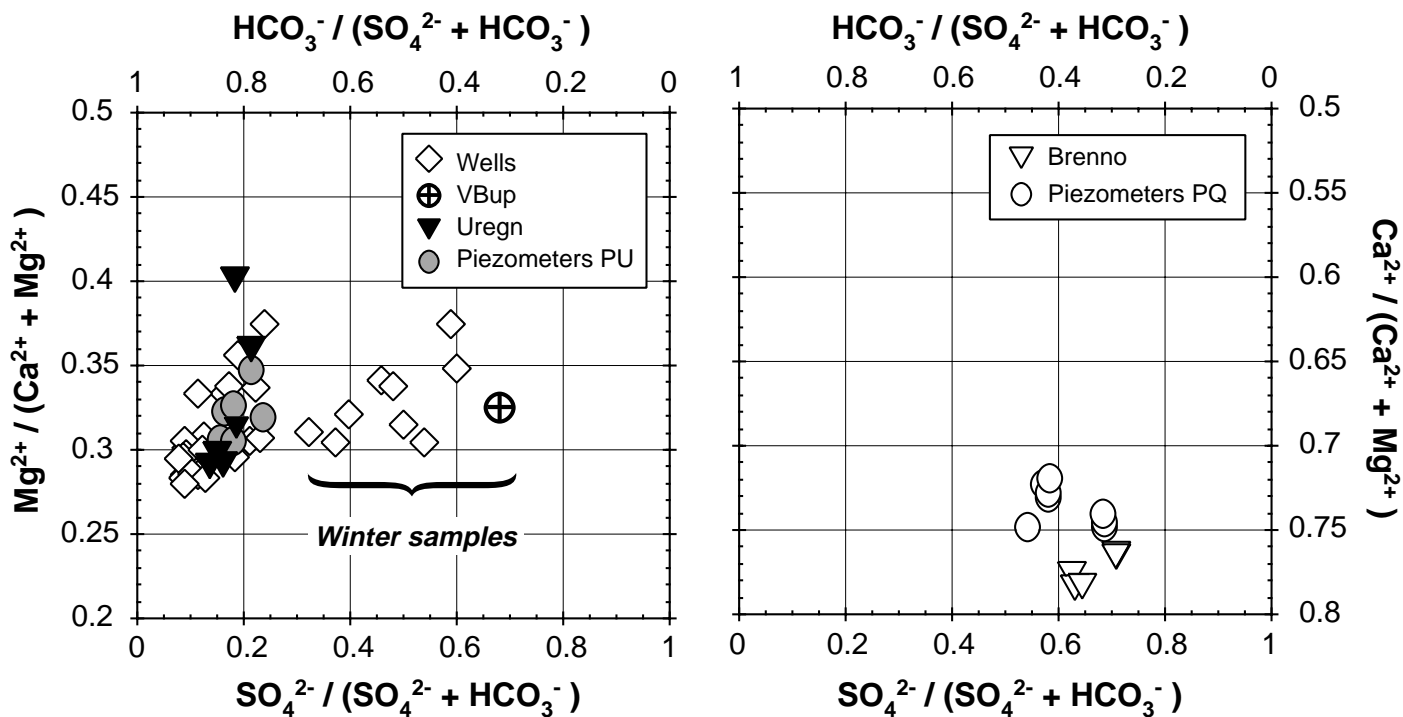 HCO₃⁻ / (SO₄²⁻ + HCO₃⁻ )
1 0.8 0.6 0.4 0.2 0
0.5
0.45
0.4
0.35
0.3
0.25
0.2
Mg²⁺ / (Ca²⁺ + Mg²⁺ )
Wells
VBup
Uregn
Piezometers PU
Winter samples
0 0.2 0.4 0.6 0.8 1
SO₄²⁻ / (SO₄²⁻ + HCO₃⁻ )
HCO₃⁻ / (SO₄²⁻ + HCO₃⁻ )
1 0.8 0.6 0.4 0.2 0
Brenno
Piezometers PQ
0.5
0.55
0.6
0.65
0.7
0.75
0.8
Ca²⁺ / (Ca²⁺ + Mg²⁺ )
0 0.2 0.4 0.6 0.8 1
SO₄²⁻ / (SO₄²⁻ + HCO₃⁻ )